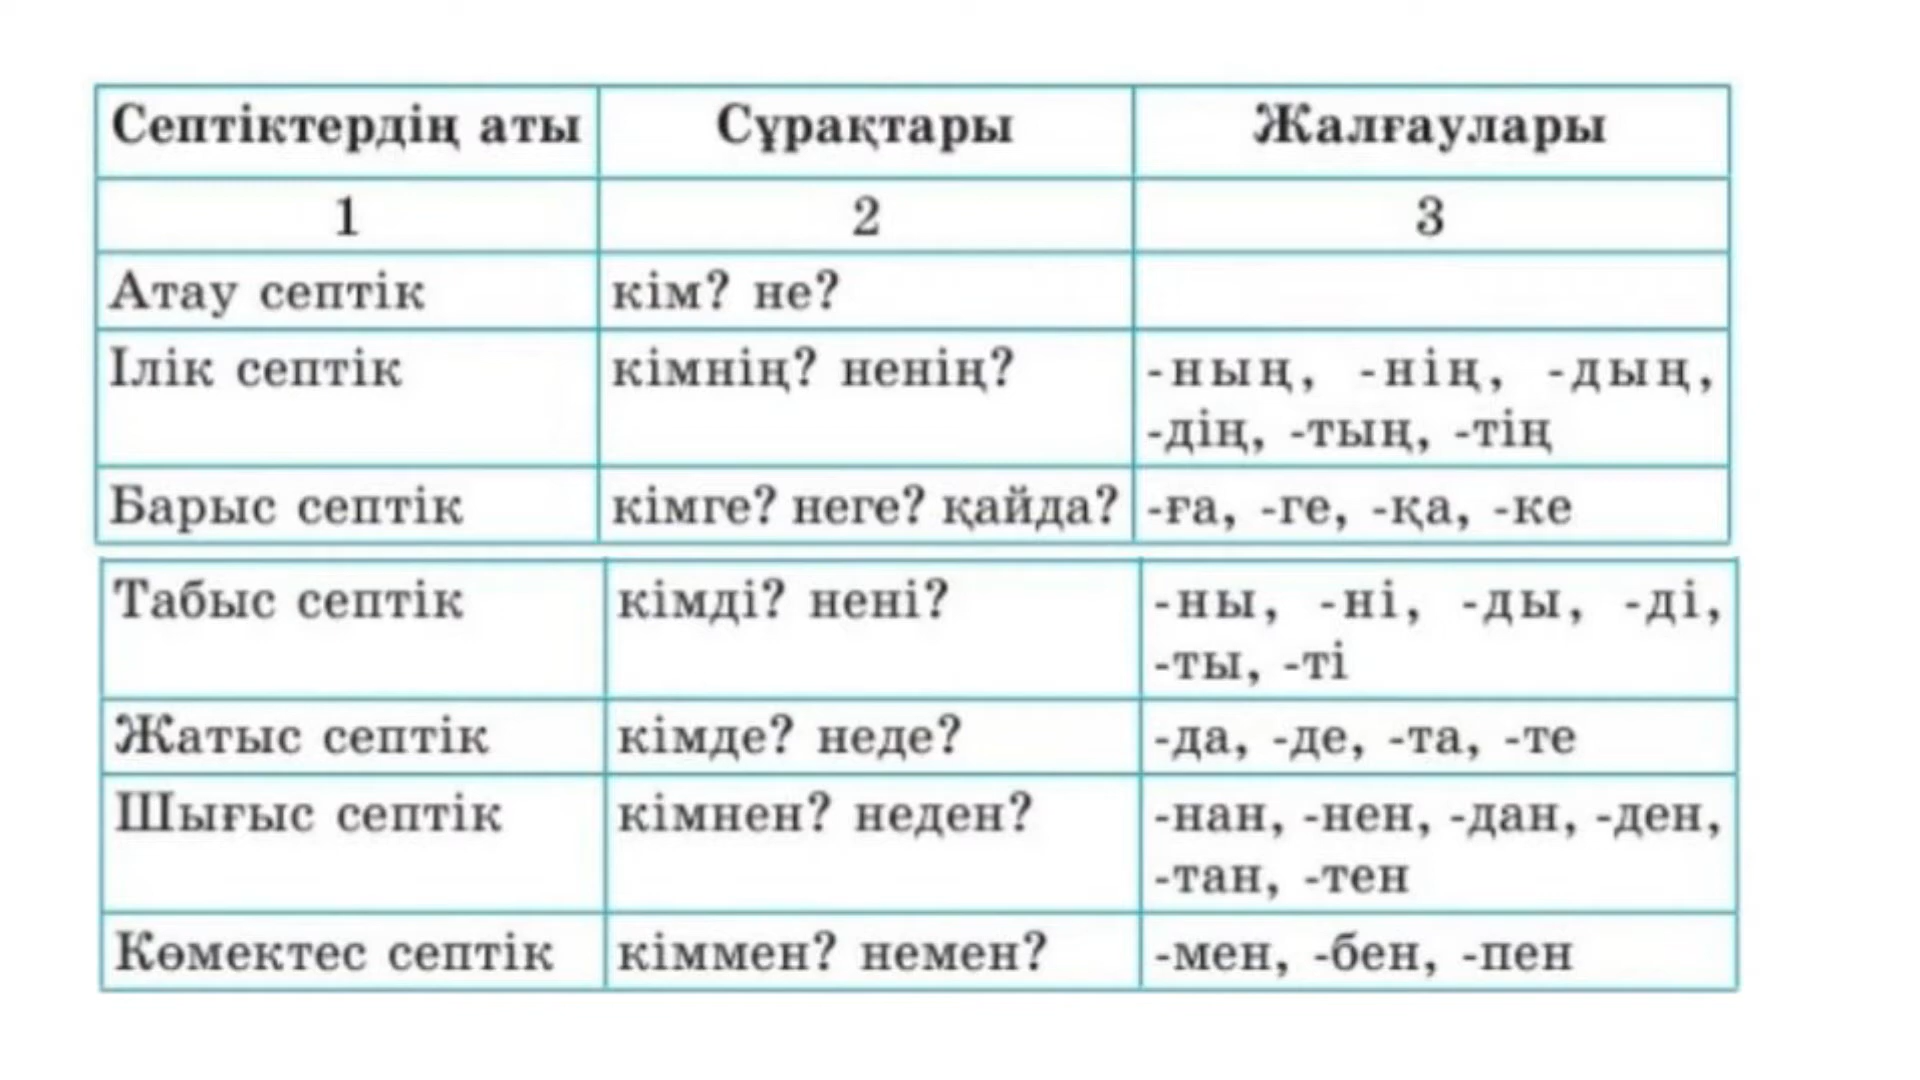 Септіктердің аты Сұрақтары Жалғаулары
1 2 3
Атау септік кім? не?
Ілік септік кімнің? ненің? -ның, -нің, -дың,
-дің, -тың, -тің
Барыс септік кімге? неге? қайда? -ға, -ге, -қа, -ке
Табыс септік кімді? нені? -ны, -ні, -ды, -ді,
-ты, -ті
Жатыс септік кімде? неде? -да, -де, -та, -те
Шығыс септік кімнен? неден? -нан, -нен, -дан, -ден,
-тан, -тен
Көмектес септік кіммен? немен? -мен, -бен, -пен